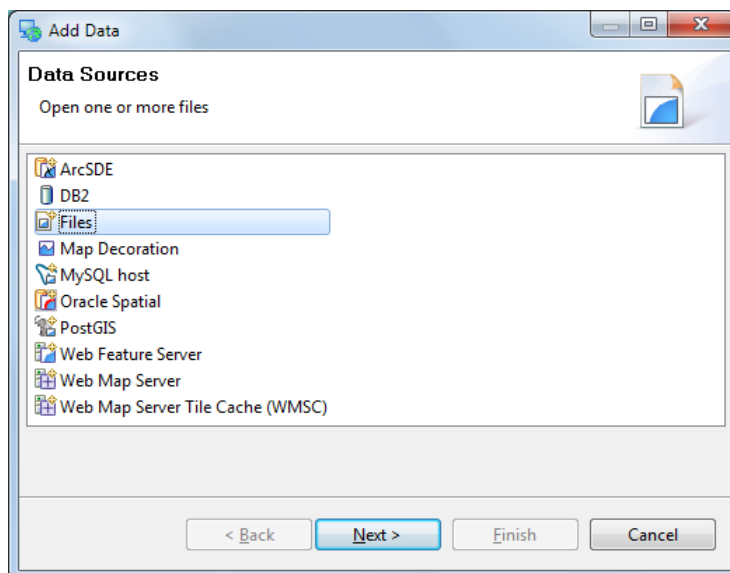 Add Data
Data Sources
Open one or more files
ArcSDE
DB2
Files
Map Decoration
MySQL host
Oracle Spatial
PostGIS
Web Feature Server
Web Map Server
Web Map Server Tile Cache (WMSC)
< Back Next > Finish Cancel